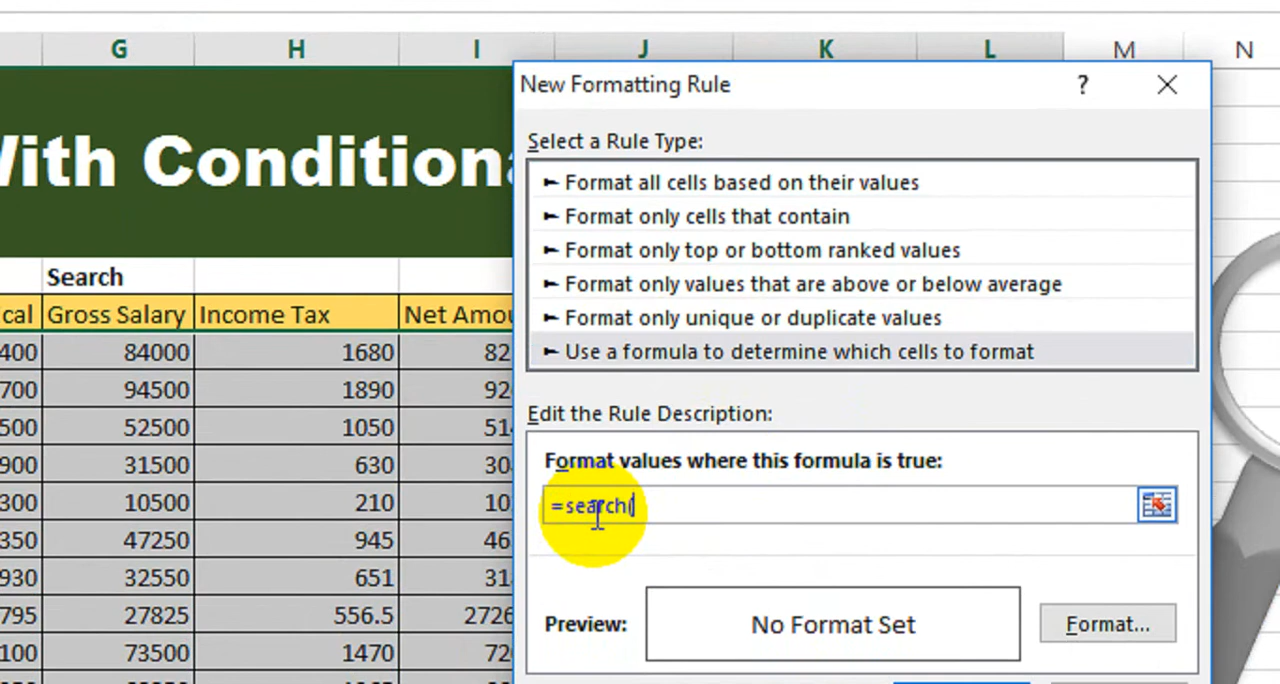 G H I J K L M N
New Formatting Rule ?
With Conditiona
Select a Rule Type:
Format all cells based on their values
Format only cells that contain
Format only top or bottom ranked values
Format only values that are above or below average
Format only unique or duplicate values
Use a formula to determine which cells to format
Search
cal Gross Salary Income Tax Net Amou
400 84000 1680 82
700 94500 1890 92
500 52500 1050 514
900 31500 630 30
300 10500 210 10
350 47250 945 46
930 32550 651 31
795 27825 556.5 2726
100 73500 1470 72
Edit the Rule Description:
Format values where this formula is true:
=search(
Preview: No Format Set Format...